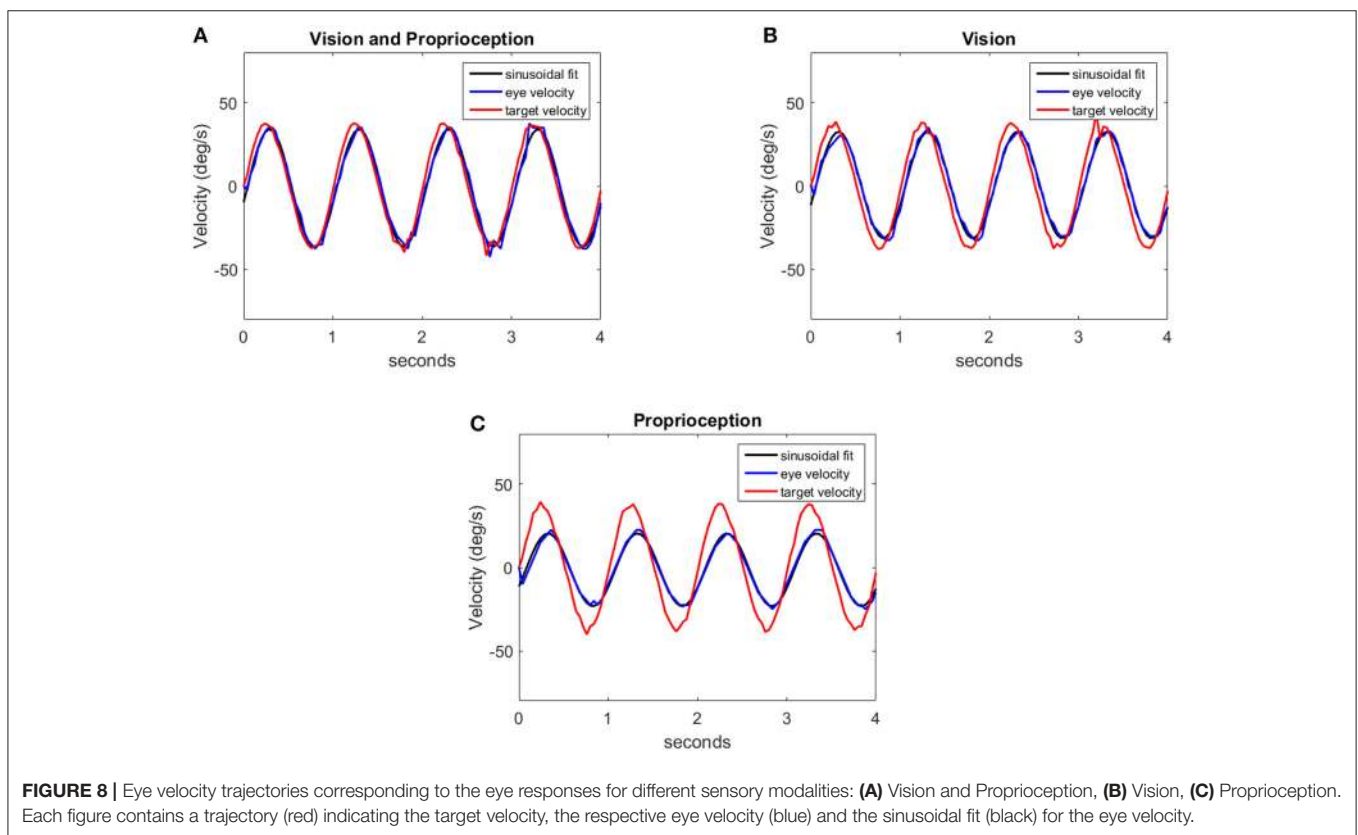 A
Vision and Proprioception
sinusoidal fit
eye velocity
target velocity
50
0
-50
Velocity (deg/s)
0 1 2 3 4
seconds
B
Vision
sinusoidal fit
eye velocity
target velocity
50
0
-50
Velocity (deg/s)
0 1 2 3 4
seconds
C
Proprioception
sinusoidal fit
eye velocity
target velocity
50
0
-50
Velocity (deg/s)
0 1 2 3 4
seconds
FIGURE 8 | Eye velocity trajectories corresponding to the eye responses for different sensory modalities: (A) Vision and Proprioception, (B) Vision, (C) Proprioception.
Each figure contains a trajectory (red) indicating the target velocity, the respective eye velocity (blue) and the sinusoidal fit (black) for the eye velocity.